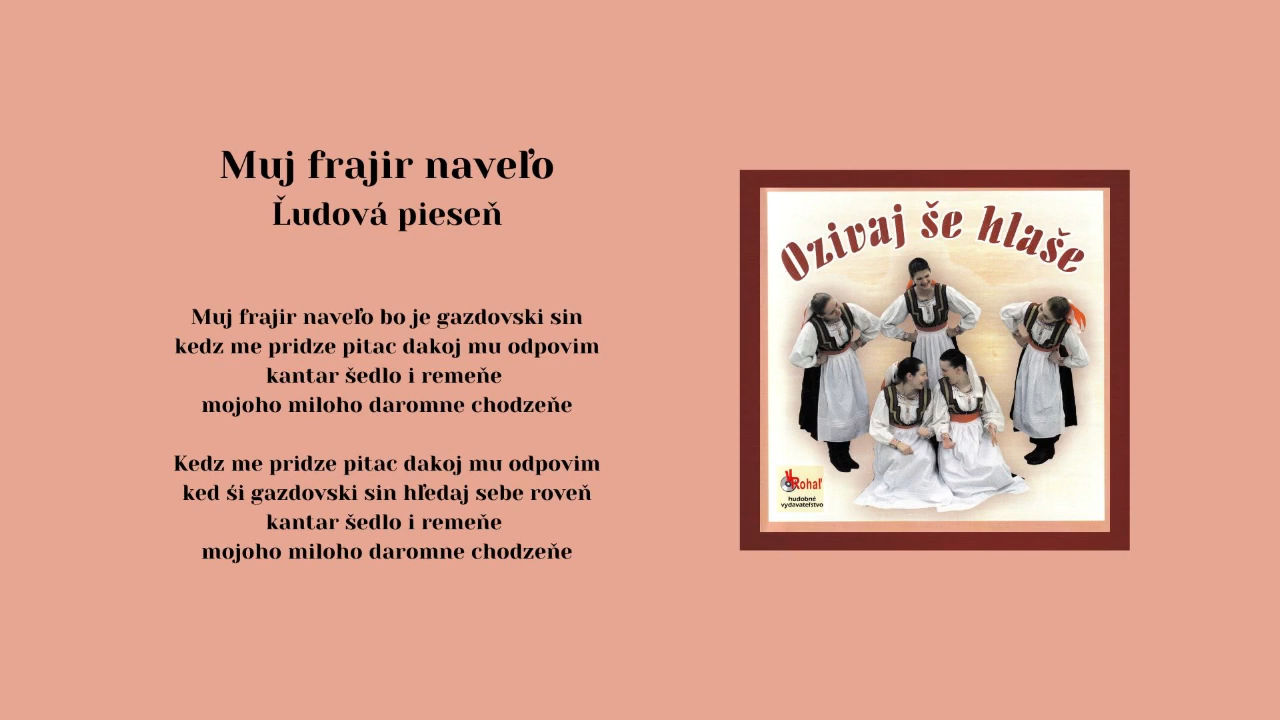 Muj frajir naveľo
Ľudová pieseň
Muj frajir naveľo bo je gazdovski sin
kedz me pridze pitac dakoj mu odpovim
kantar šedlo i remeňe
mojoho miloho daromne chodzeňe
Kedz me pridze pitac dakoj mu odpovim
ked śi gazdovski sin hľedaj sebe roveň
kantar šedlo i remeňe
mojoho miloho daromne chodzeňe
Ozivaj še hlaše
Rohaľ
hudobné
vydavateľstvo